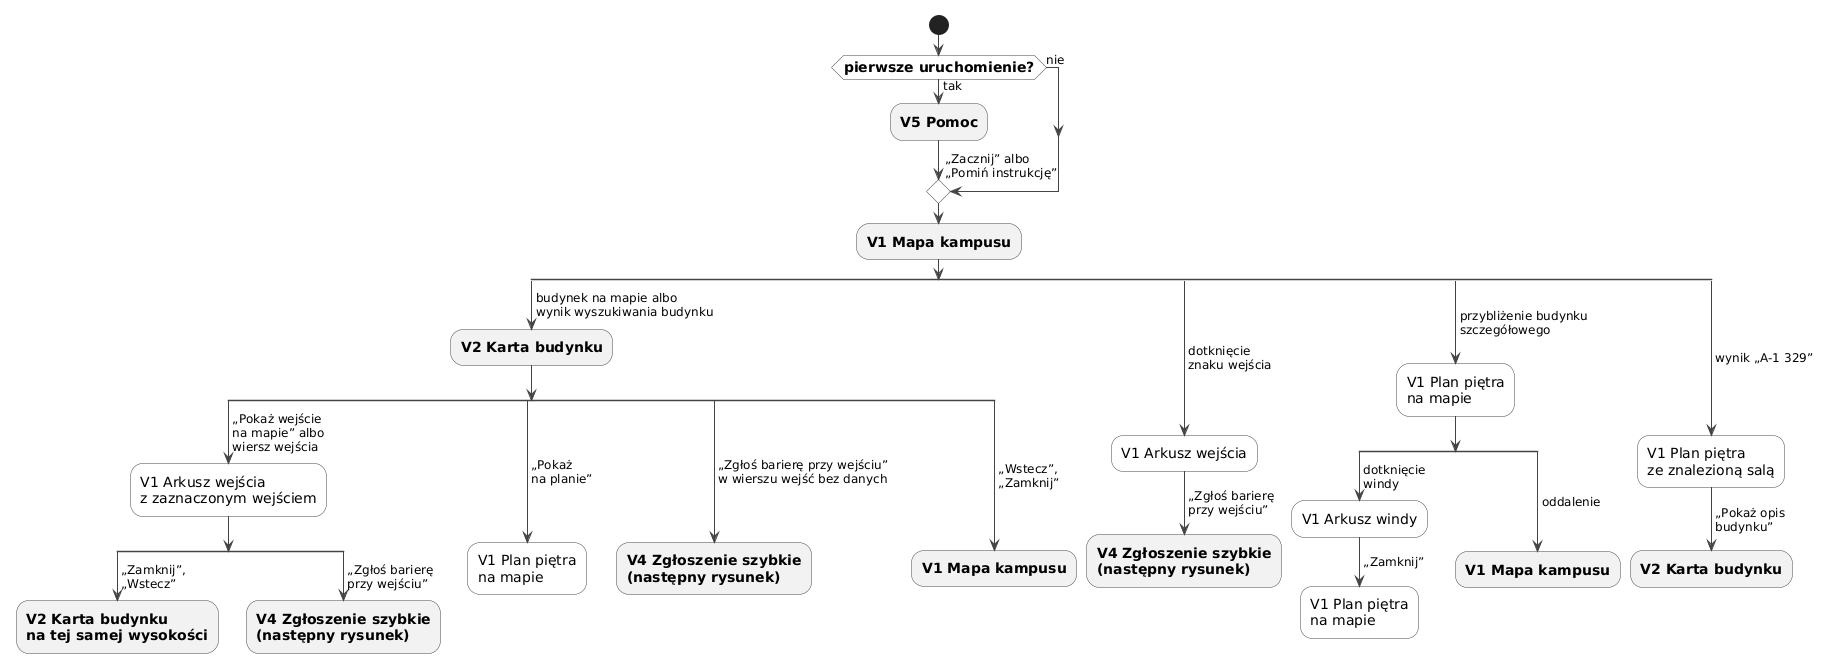 pierwsze uruchomienie?
nie
tak
V5 Pomoc
„Zacznij” albo
„Pomiń instrukcję”
V1 Mapa kampusu
budynek na mapie albo
wynik wyszukiwania budynku
V2 Karta budynku
„Pokaż wejście
na mapie” albo
wiersz wejścia
V1 Arkusz wejścia
z zaznaczonym wejściem
„Zamknij”,
„Wstecz”
V2 Karta budynku
na tej samej wysokości
„Zgłoś barierę
przy wejściu”
V4 Zgłoszenie szybkie
(następny rysunek)
„Pokaż
na planie”
V1 Plan piętra
na mapie
„Zgłoś barierę przy wejściu”
w wierszu wejść bez danych
V4 Zgłoszenie szybkie
(następny rysunek)
„Wstecz”,
„Zamknij”
V1 Mapa kampusu
dotknięcie
znaku wejścia
V1 Arkusz wejścia
„Zgłoś barierę
przy wejściu”
V4 Zgłoszenie szybkie
(następny rysunek)
przybliżenie budynku
szczegółowego
V1 Plan piętra
na mapie
dotknięcie
windy
V1 Arkusz windy
„Zamknij”
V1 Plan piętra
na mapie
oddalenie
V1 Mapa kampusu
wynik „A-1 329”
V1 Plan piętra
ze znalezioną salą
„Pokaż opis
budynku”
V2 Karta budynku